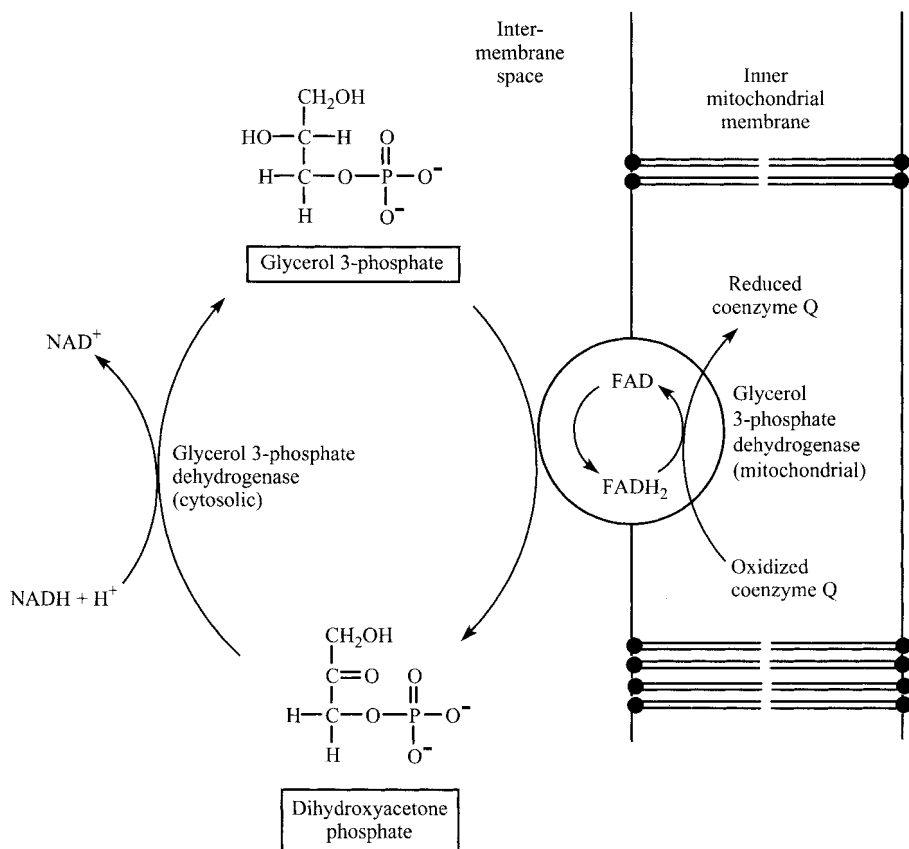 Inter-
membrane
space
Inner
mitochondrial
membrane
CH₂OH
HO—C—H
O
H—C—O—P—O⁻
H
O⁻
Glycerol 3-phosphate
NAD⁺
Glycerol 3-phosphate
dehydrogenase
(cytosolic)
NADH + H⁺
Reduced
coenzyme Q
FAD
FADH₂
Glycerol
3-phosphate
dehydrogenase
(mitochondrial)
Oxidized
coenzyme Q
CH₂OH
C=O
O
H—C—O—P—O⁻
H
O⁻
Dihydroxyacetone
phosphate